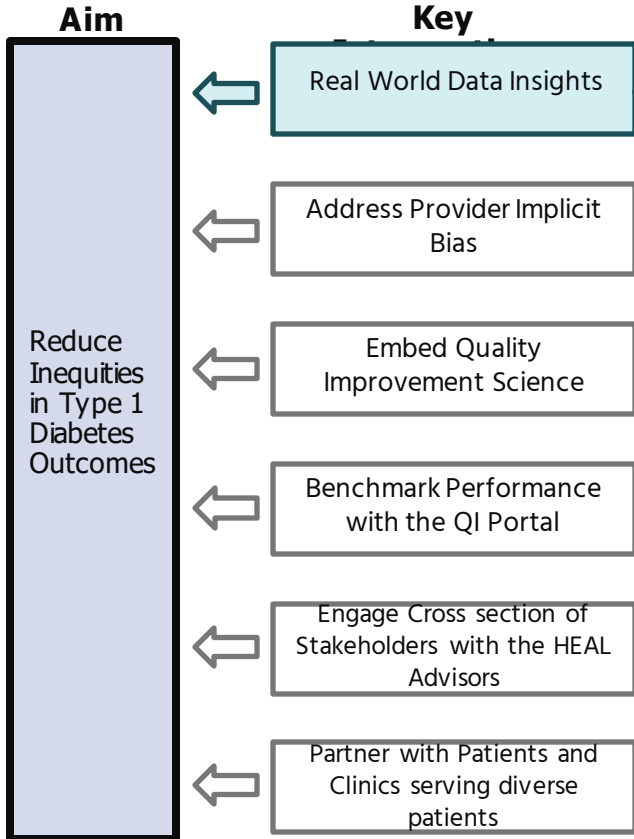 Aim
Key
Real World Data Insights
Address Provider Implicit
Bias
Reduce
Inequities
in Type 1
Diabetes
Outcomes
Embed Quality
Improvement Science
Benchmark Performance
with the QI Portal
Engage Cross section of
Stakeholders with the HEAL
Advisors
Partner with Patients and
Clinics serving diverse
patients